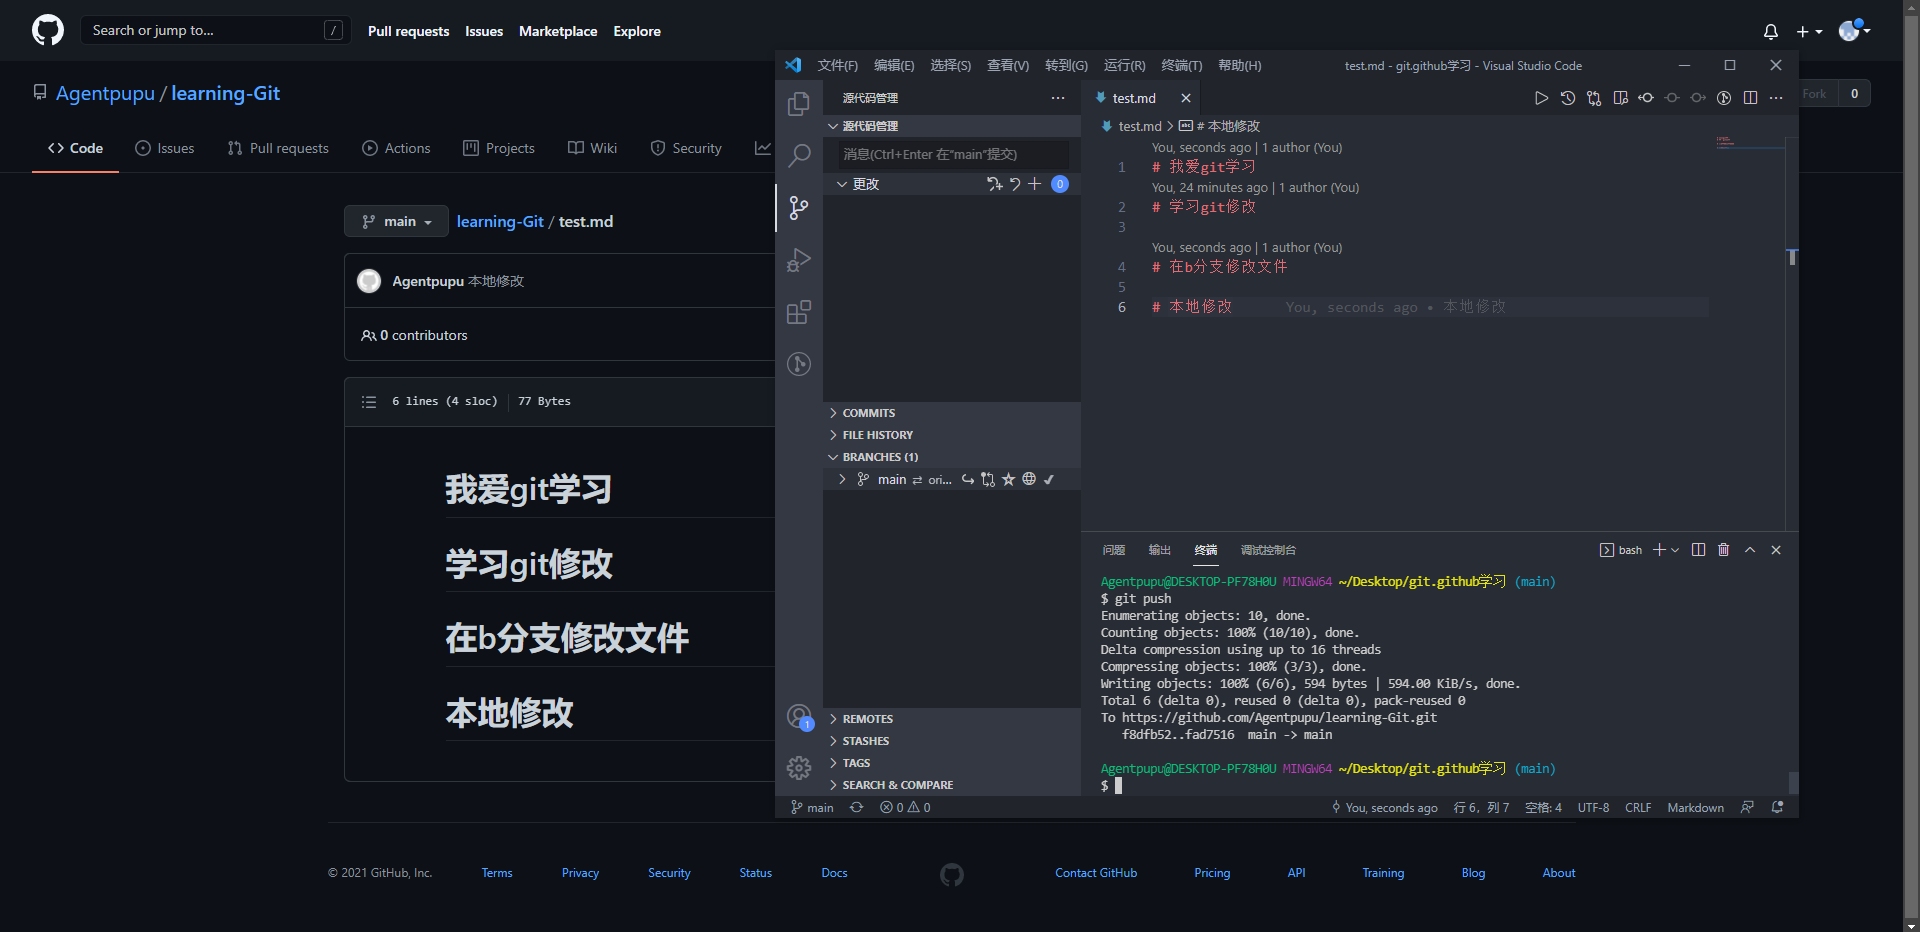 Search or jump to... /
Pull requests Issues Marketplace Explore
Agentpupu / learning-Git
Fork 0
Code Issues Pull requests Actions Projects Wiki Security
main learning-Git / test.md
Agentpupu 本地修改
0 contributors
6 lines (4 sloc) 77 Bytes
我爱git学习
学习git修改
在b分支修改文件
本地修改
文件(F) 编辑(E) 选择(S) 查看(V) 转到(G) 运行(R) 终端(T) 帮助(H) test.md - git.github学习 - Visual Studio Code
源代码管理 ···
源代码管理
消息(Ctrl+Enter 在"main"提交)
更改 0
COMMITS
FILE HISTORY
BRANCHES (1)
main ⇄ ori...
REMOTES
STASHES
TAGS
SEARCH & COMPARE
1
test.md
test.md > # 本地修改
You, seconds ago | 1 author (You)
1 # 我爱git学习
You, 24 minutes ago | 1 author (You)
2 # 学习git修改
3
You, seconds ago | 1 author (You)
4 # 在b分支修改文件
5
6 # 本地修改 You, seconds ago • 本地修改
问题 输出 终端 调试控制台 bash
Agentpupu@DESKTOP-PF78H0U MINGW64 ~/Desktop/git.github学习 (main)
$ git push
Enumerating objects: 10, done.
Counting objects: 100% (10/10), done.
Delta compression using up to 16 threads
Compressing objects: 100% (3/3), done.
Writing objects: 100% (6/6), 594 bytes | 594.00 KiB/s, done.
Total 6 (delta 0), reused 0 (delta 0), pack-reused 0
To https://github.com/Agentpupu/learning-Git.git
f8dfb52..fad7516 main -> main
Agentpupu@DESKTOP-PF78H0U MINGW64 ~/Desktop/git.github学习 (main)
$
main 0 0 You, seconds ago 行 6，列 7 空格: 4 UTF-8 CRLF Markdown
© 2021 GitHub, Inc. Terms Privacy Security Status Docs Contact GitHub Pricing API Training Blog About